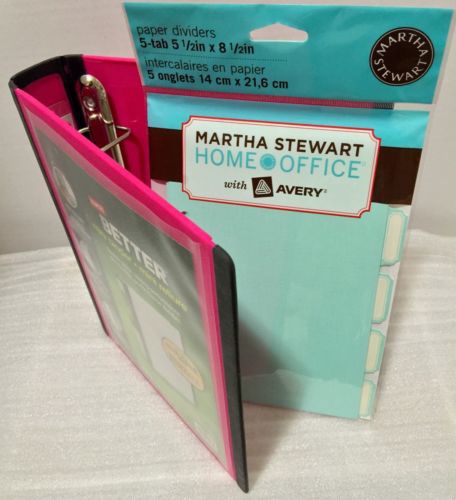 paper dividers
5-tab 5 1/2in x 8 1/2in
intercalaires en papier
5 onglets 14 cm x 21,6 cm
MARTHA
STEWART
MARTHA STEWART
HOME OFFICE
with AVERY
BETTER